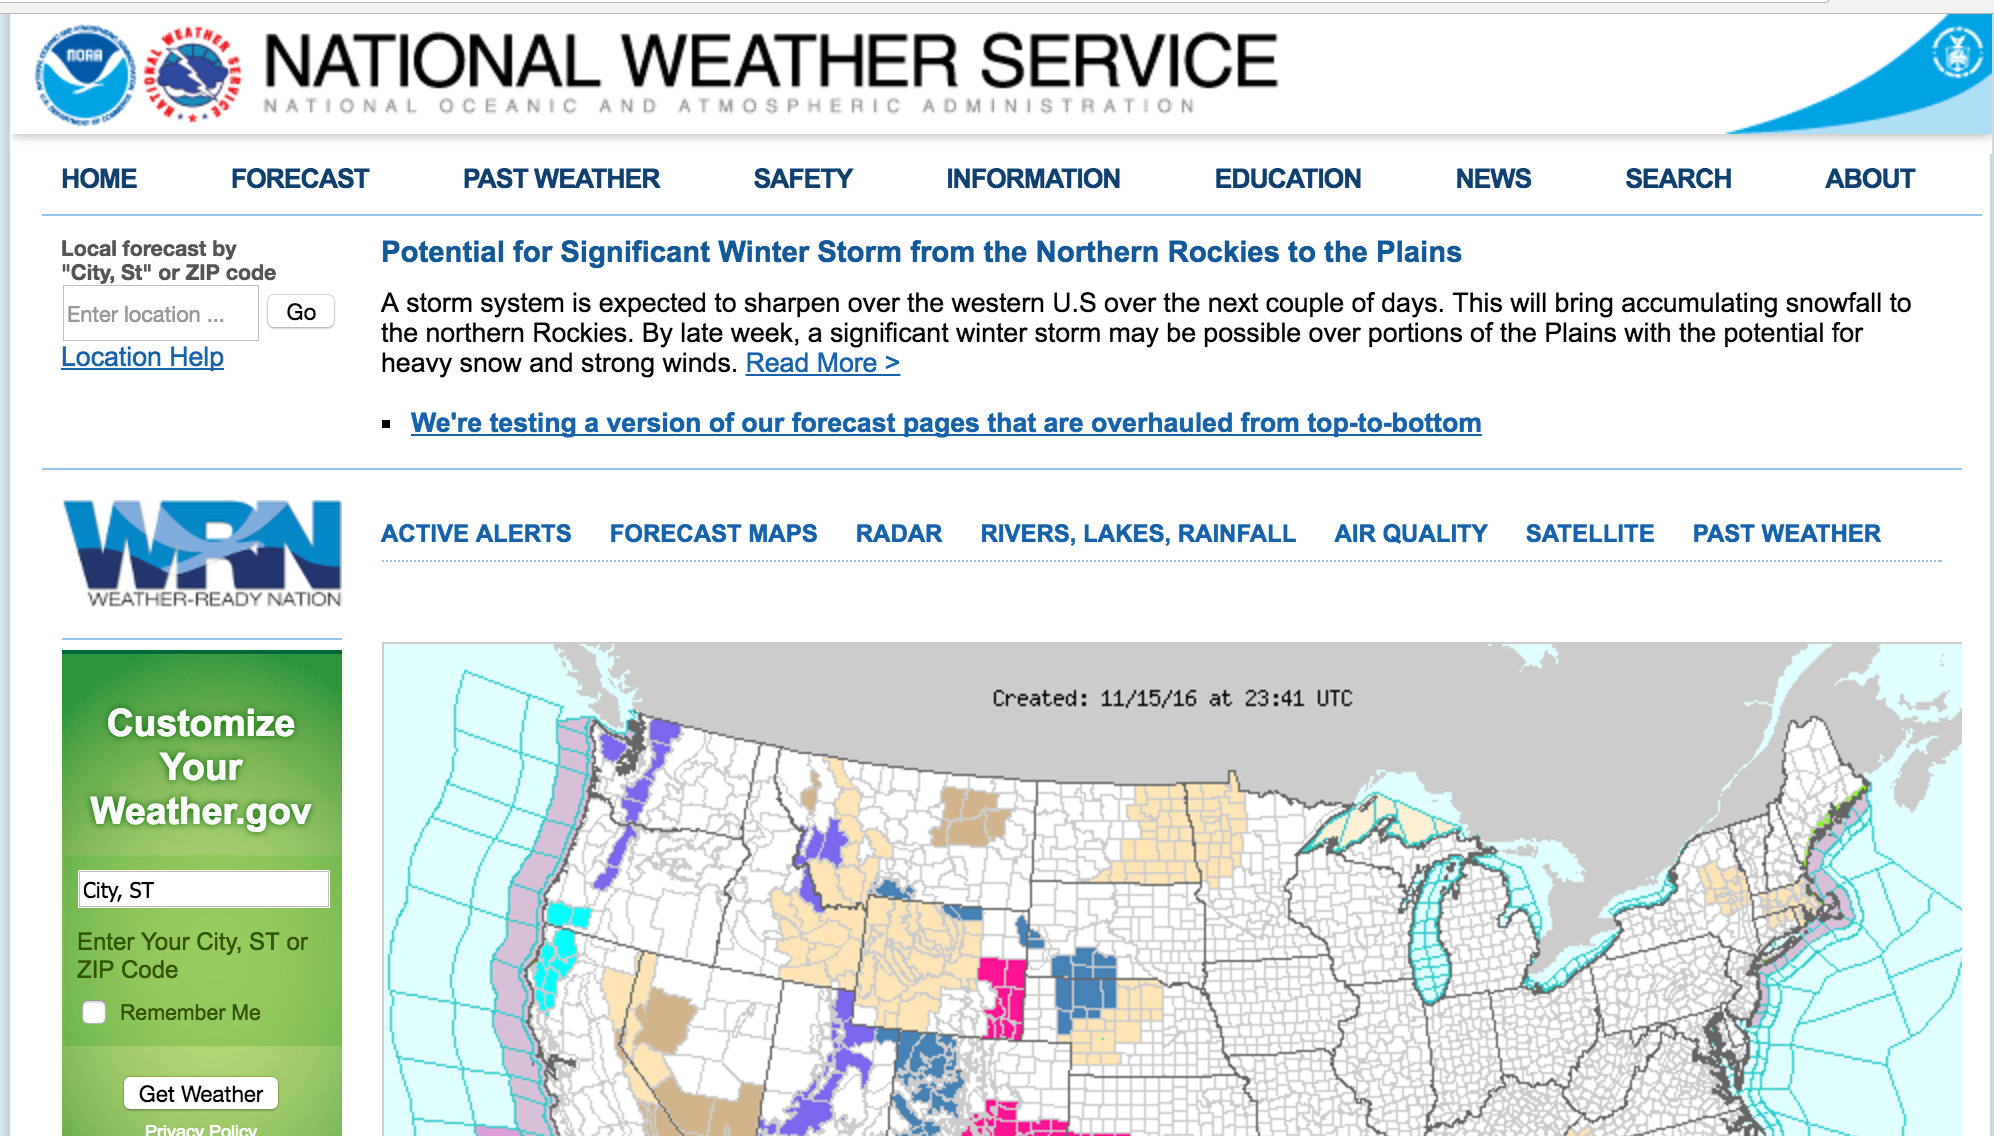 NOAA
NATIONAL WEATHER SERVICE
NATIONAL WEATHER SERVICE
NATIONAL OCEANIC AND ATMOSPHERIC ADMINISTRATION
HOME FORECAST PAST WEATHER SAFETY INFORMATION EDUCATION NEWS SEARCH ABOUT
Local forecast by
"City, St" or ZIP code
Enter location ...
Go
Location Help
Potential for Significant Winter Storm from the Northern Rockies to the Plains
A storm system is expected to sharpen over the western U.S over the next couple of days. This will bring accumulating snowfall to
the northern Rockies. By late week, a significant winter storm may be possible over portions of the Plains with the potential for
heavy snow and strong winds. Read More >
We're testing a version of our forecast pages that are overhauled from top-to-bottom
WRN
WEATHER-READY NATION
ACTIVE ALERTS FORECAST MAPS RADAR RIVERS, LAKES, RAINFALL AIR QUALITY SATELLITE PAST WEATHER
Customize
Your
Weather.gov
City, ST
Enter Your City, ST or
ZIP Code
Remember Me
Get Weather
Privacy Policy
Created: 11/15/16 at 23:41 UTC